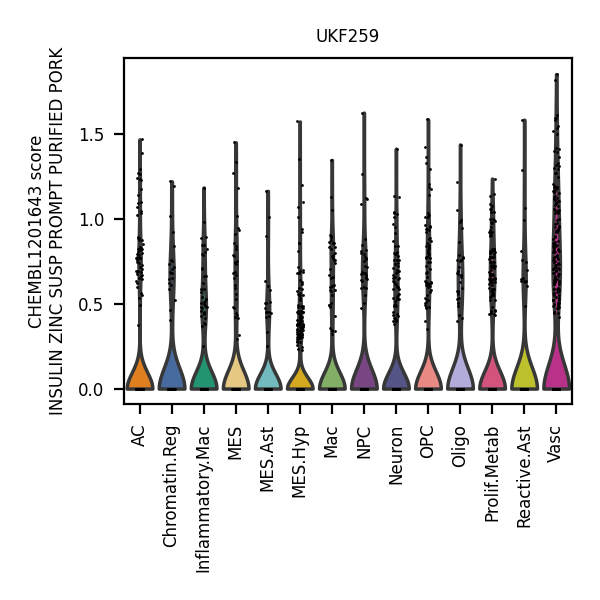 UKF259
CHEMBL1201643 score
INSULIN ZINC SUSP PROMPT PURIFIED PORK
1.5
1.0
0.5
0.0
AC
Chromatin.Reg
Inflammatory.Mac
MES
MES.Ast
MES.Hyp
Mac
NPC
Neuron
OPC
Oligo
Prolif.Metab
Reactive.Ast
Vasc